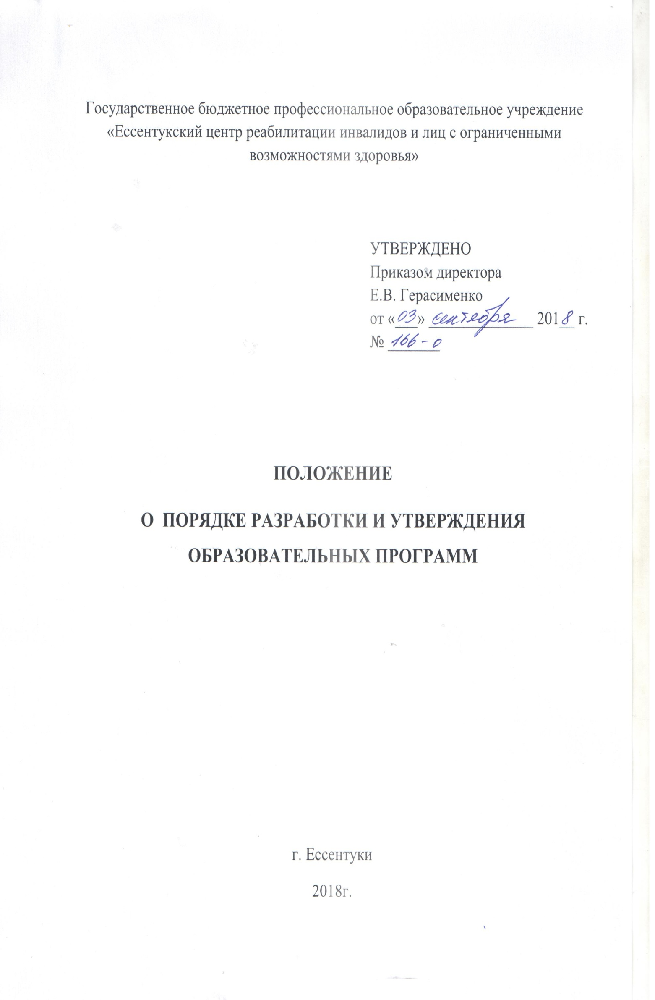 Государственное бюджетное профессиональное образовательное учреждение
«Ессентукский центр реабилитации инвалидов и лиц с ограниченными
возможностями здоровья»
УТВЕРЖДЕНО
Приказом директора
Е.В. Герасименко
от «03» сентября 2018 г.
№ 166-о
ПОЛОЖЕНИЕ
О ПОРЯДКЕ РАЗРАБОТКИ И УТВЕРЖДЕНИЯ
ОБРАЗОВАТЕЛЬНЫХ ПРОГРАММ
г. Ессентуки
2018г.